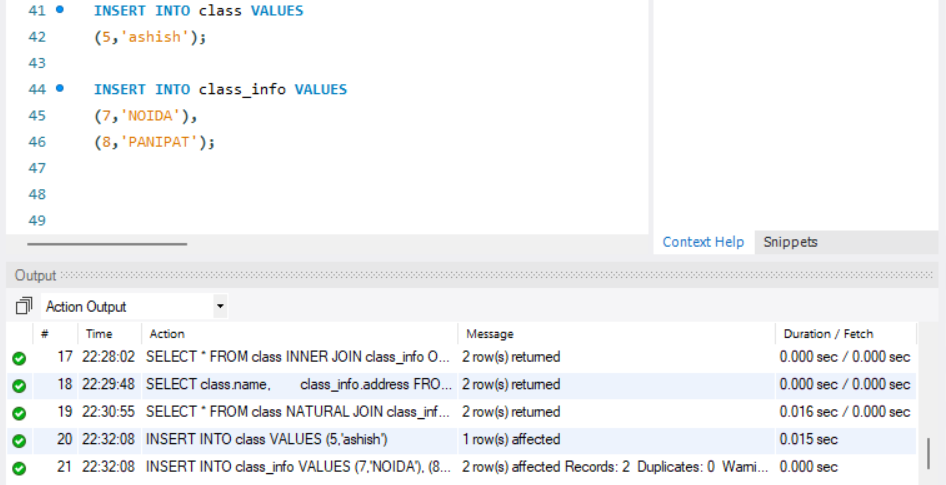 41 INSERT INTO class VALUES
42 (5,'ashish');
43
44 INSERT INTO class_info VALUES
45 (7,'NOIDA'),
46 (8,'PANIPAT');
47
48
49
Context Help Snippets
Output
Action Output
# Time Action Message Duration / Fetch
17 22:28:02 SELECT * FROM class INNER JOIN class_info O... 2 row(s) returned 0.000 sec / 0.000 sec
18 22:29:48 SELECT class.name, class_info.address FRO... 2 row(s) returned 0.000 sec / 0.000 sec
19 22:30:55 SELECT * FROM class NATURAL JOIN class_inf... 2 row(s) returned 0.016 sec / 0.000 sec
20 22:32:08 INSERT INTO class VALUES (5,'ashish') 1 row(s) affected 0.015 sec
21 22:32:08 INSERT INTO class_info VALUES (7,'NOIDA'), (8... 2 row(s) affected Records: 2 Duplicates: 0 Warni... 0.000 sec